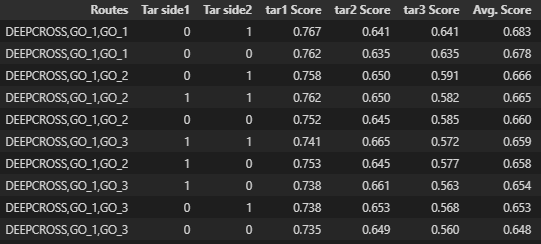 Routes Tar side1 Tar side2 tar1 Score tar2 Score tar3 Score Avg. Score
DEEPCROSS,GO_1,GO_1 0 1 0.767 0.641 0.641 0.683
DEEPCROSS,GO_1,GO_1 0 0 0.762 0.635 0.635 0.678
DEEPCROSS,GO_1,GO_2 0 1 0.758 0.650 0.591 0.666
DEEPCROSS,GO_1,GO_2 1 1 0.762 0.650 0.582 0.665
DEEPCROSS,GO_1,GO_2 0 0 0.752 0.645 0.585 0.660
DEEPCROSS,GO_1,GO_3 1 1 0.741 0.665 0.572 0.659
DEEPCROSS,GO_1,GO_2 1 0 0.753 0.645 0.577 0.658
DEEPCROSS,GO_1,GO_3 1 0 0.738 0.661 0.563 0.654
DEEPCROSS,GO_1,GO_3 0 1 0.738 0.653 0.568 0.653
DEEPCROSS,GO_1,GO_3 0 0 0.735 0.649 0.560 0.648